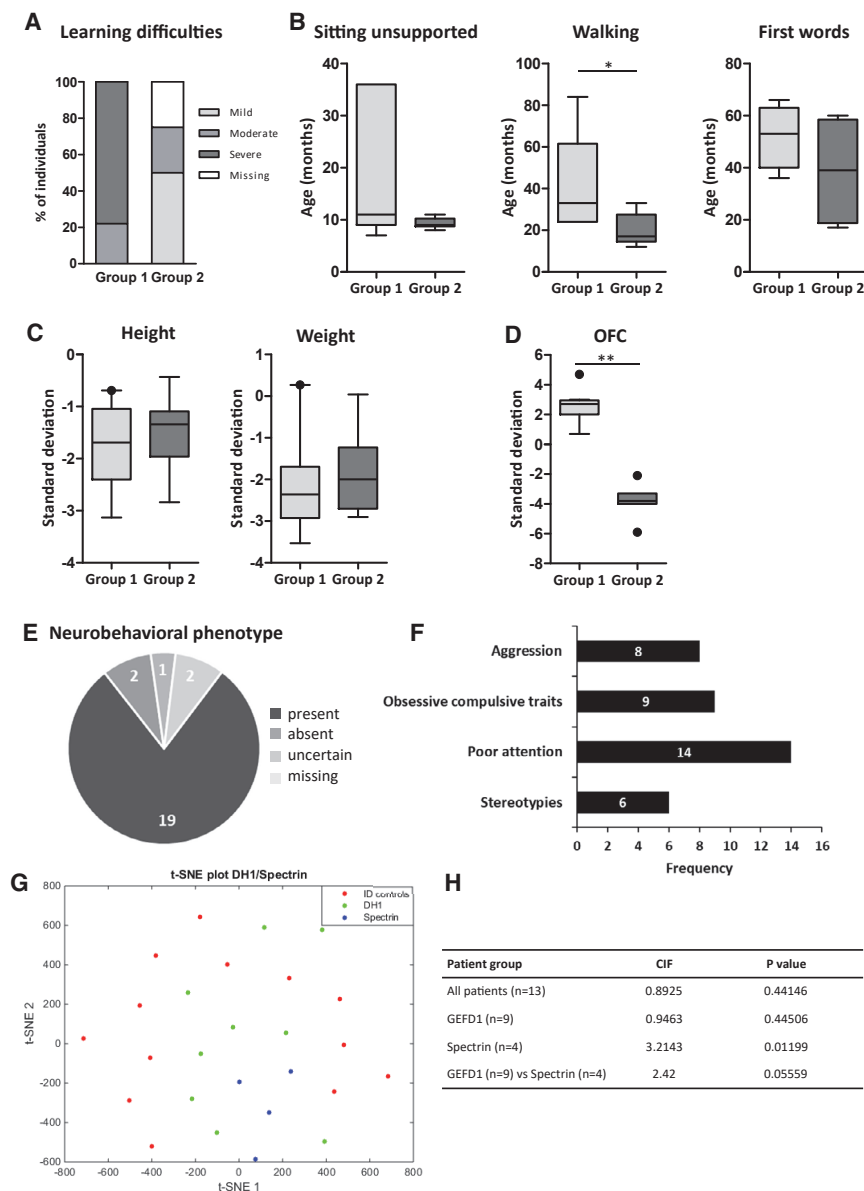 A Learning difficulties
100
80
60
40
20
0
% of individuals
Mild
Moderate
Severe
Missing
Group 1 Group 2
B Sitting unsupported
40
30
20
10
0
Age (months)
Group 1 Group 2
Walking
*
100
80
60
40
20
0
Age (months)
Group 1 Group 2
First words
80
60
40
20
0
Age (months)
Group 1 Group 2
C Height
0
-1
-2
-3
-4
Standard deviation
Group 1 Group 2
Weight
1
0
-1
-2
-3
-4
Standard deviation
Group 1 Group 2
D OFC
**
6
4
2
0
-2
-4
-6
-8
Standard deviation
Group 1 Group 2
E Neurobehavioral phenotype
2 1 2
19
present
absent
uncertain
missing
F
Aggression 8
Obsessive compulsive traits 9
Poor attention 14
Stereotypies 6
0 2 4 6 8 10 12 14 16
Frequency
G
t-SNE plot DH1/Spectrin
ID controls
DH1
Spectrin
800
600
400
200
0
-200
-400
-600
t-SNE 2
-800 -600 -400 -200 0 200 400 600 800
t-SNE 1
H
Patient group CIF P value
All patients (n=13) 0.8925 0.44146
GEFD1 (n=9) 0.9463 0.44506
Spectrin (n=4) 3.2143 0.01199
GEFD1 (n=9) vs Spectrin (n=4) 2.42 0.05559